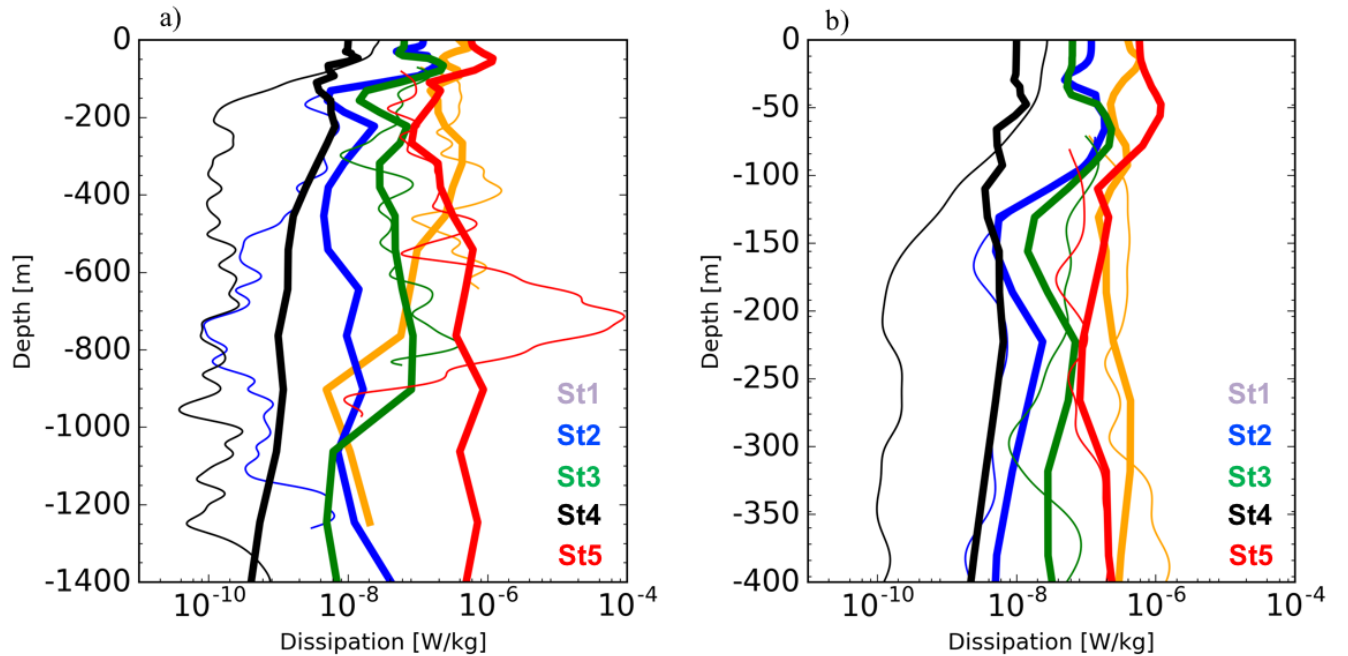 a)
0
-200
-400
-600
-800
-1000
-1200
-1400
Depth [m]
10^-10
10^-8
10^-6
10^-4
Dissipation [W/kg]
St1
St2
St3
St4
St5
b)
0
-50
-100
-150
-200
-250
-300
-350
-400
Depth [m]
10^-10
10^-8
10^-6
10^-4
Dissipation [W/kg]
St1
St2
St3
St4
St5